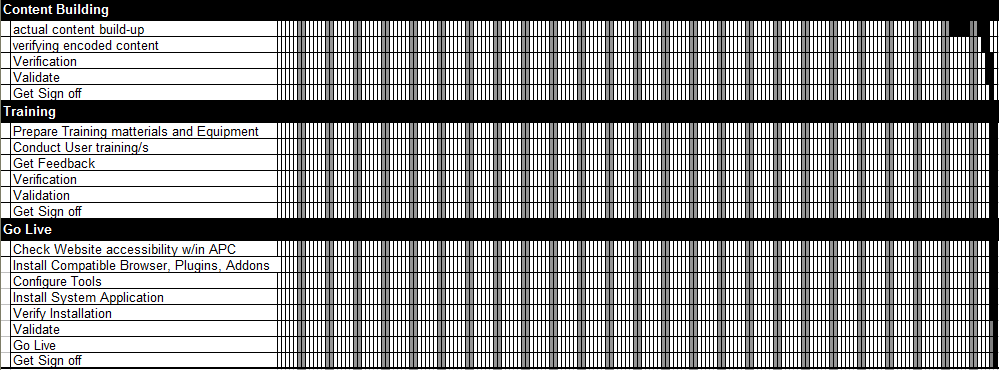 Content Building
actual content build-up
verifying encoded content
Verification
Validate
Get Sign off
Training
Prepare Training matterials and Equipment
Conduct User training/s
Get Feedback
Verification
Validation
Get Sign off
Go Live
Check Website accessibility w/in APC
Install Compatible Browser, Plugins, Addons
Configure Tools
Install System Application
Verify Installation
Validate
Go Live
Get Sign off